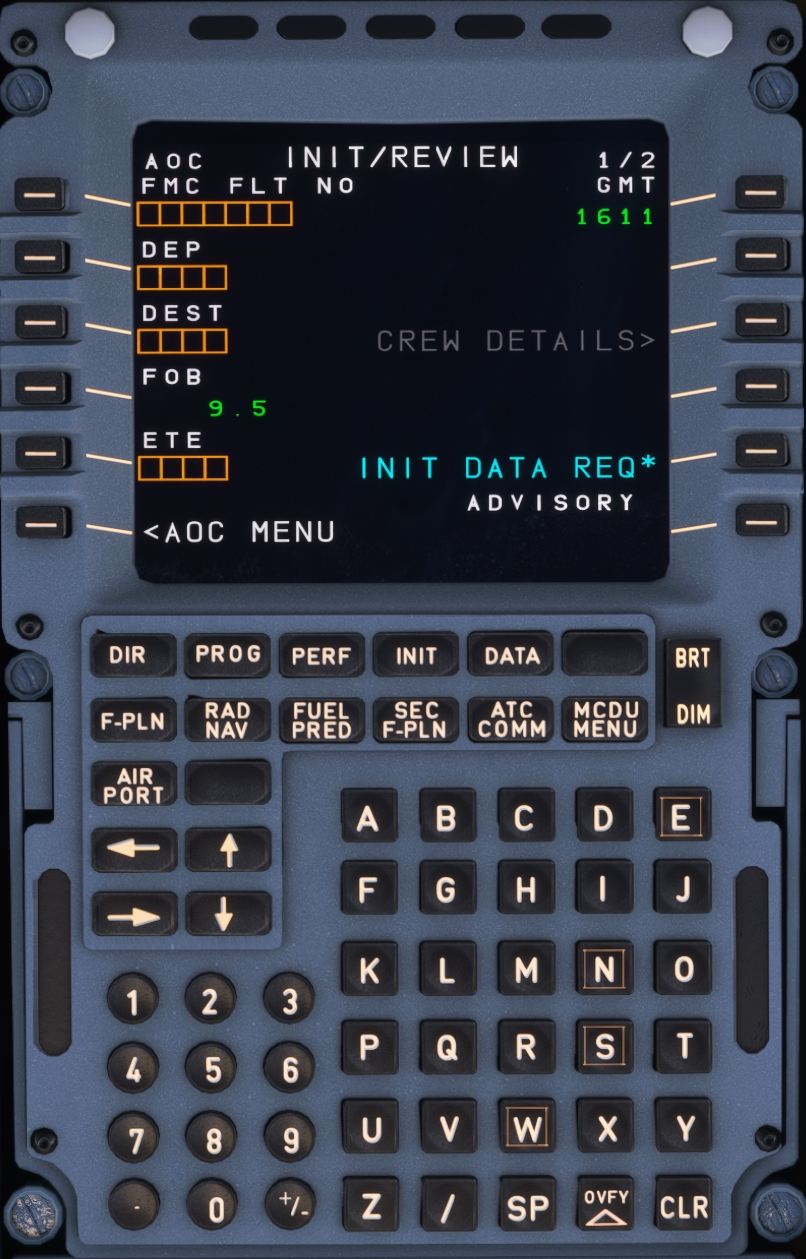 AOC INIT/REVIEW 1/2
FMC FLT NO GMT
1611
DEP
DEST
CREW DETAILS>
FOB
9.5
ETE
INIT DATA REQ*
ADVISORY
<AOC MENU
DIR PROG PERF INIT DATA BRT
DIM
F-PLN RAD NAV FUEL PRED SEC F-PLN ATC COMM MCDU MENU
AIR PORT
← ↑
→ ↓
A B C D E
F G H I J
K L M N O
1 2 3
P Q R S T
4 5 6
U V W X Y
7 8 9
Z / SP OVFY CLR
. 0 +/-